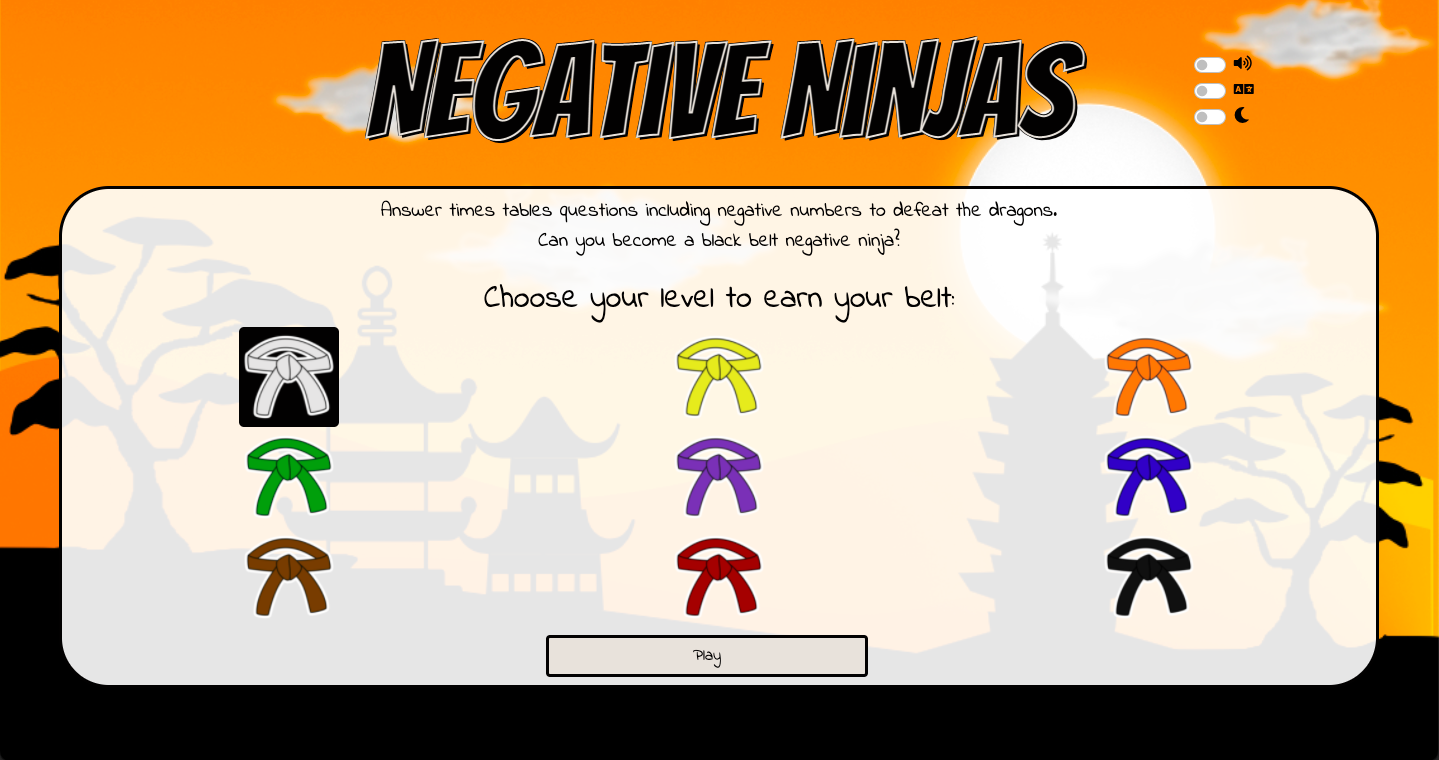 NEGATIVE NINJAS
Answer times tables questions including negative numbers to defeat the dragons.
Can you become a black belt negative ninja?
Choose your level to earn your belt:
Play